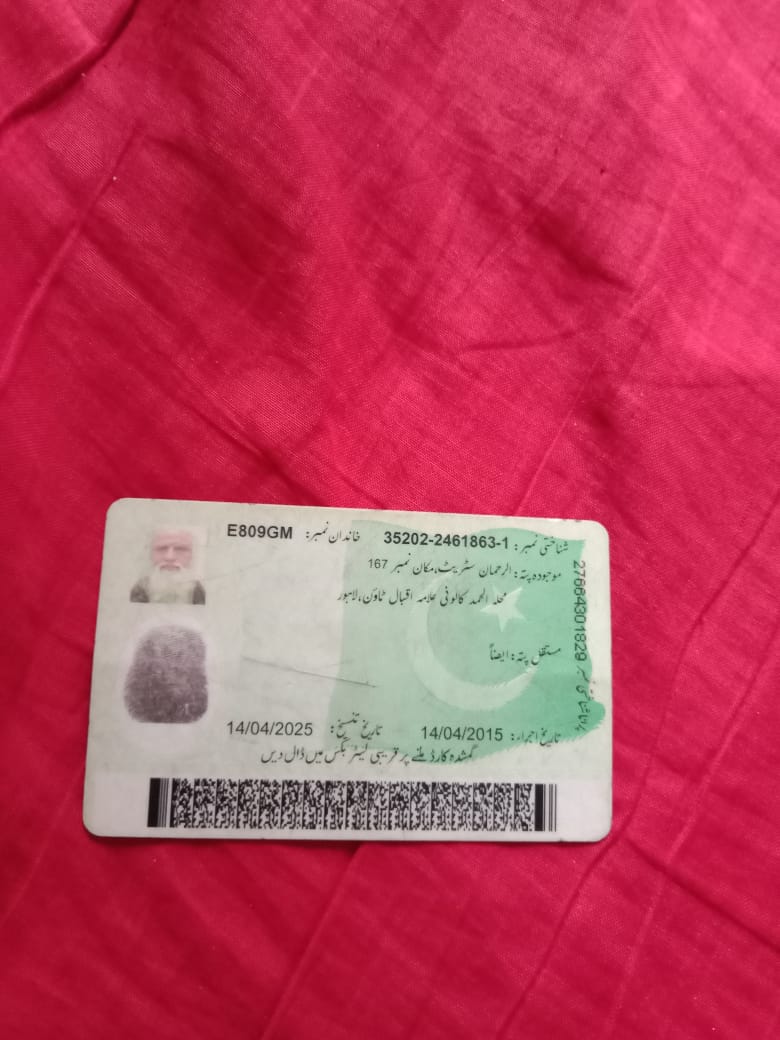 شناختی نمبر: 35202-2461863-1 خاندان نمبر: E809GM
موجودہ پتہ: الرحمان سٹریٹ، مکان نمبر 167
محلہ الحمد کالونی علامہ اقبال ٹاؤن، لاہور
مستقل پتہ: ایضاً
تاریخ اجراء: 14/04/2015 تاریخ تنسیخ: 14/04/2025
گمشدہ کارڈ ملنے پر قریبی لیٹر بکس میں ڈال دیں
27664301829